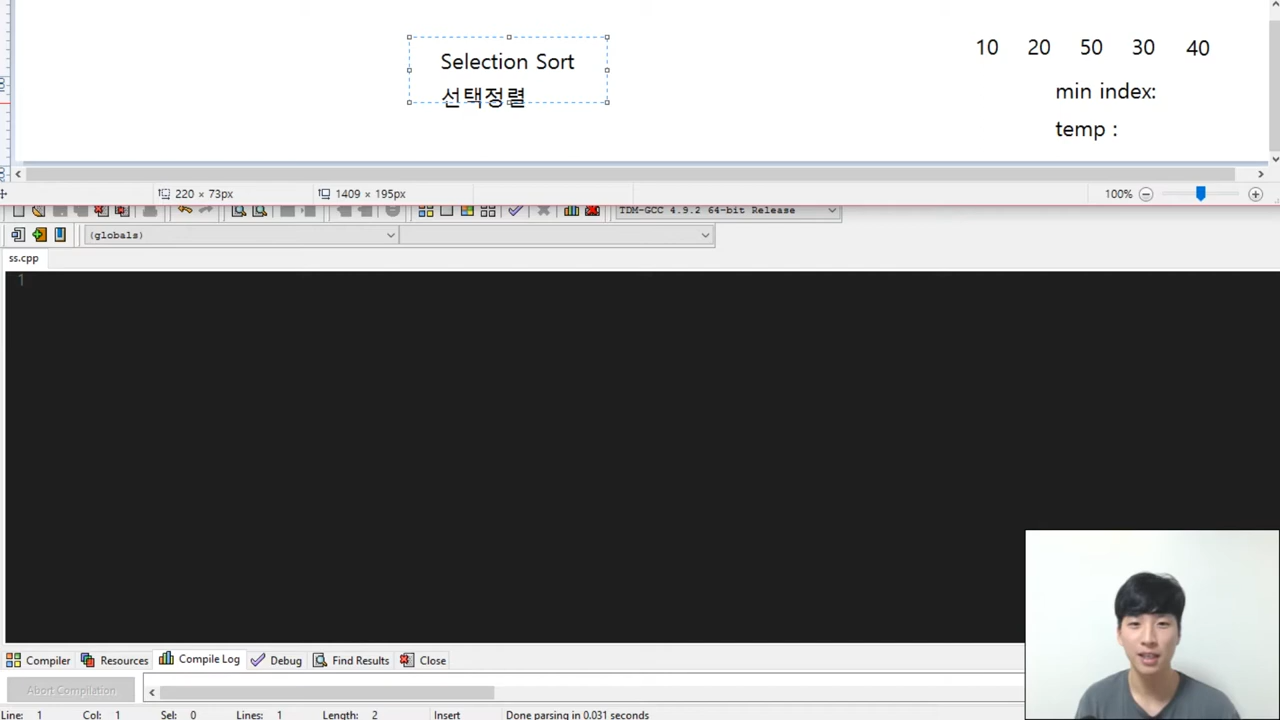 Selection Sort
선택정렬
10 20 50 30 40
min index:
temp :
220 × 73px
1409 × 195px
100%
TDM-GCC 4.9.2 64-bit Release
(globals)
ss.cpp
1
Compiler
Resources
Compile Log
Debug
Find Results
Close
Abort Compilation
Line: 1 Col: 1 Sel: 0 Lines: 1 Length: 2 Insert Done parsing in 0.031 seconds